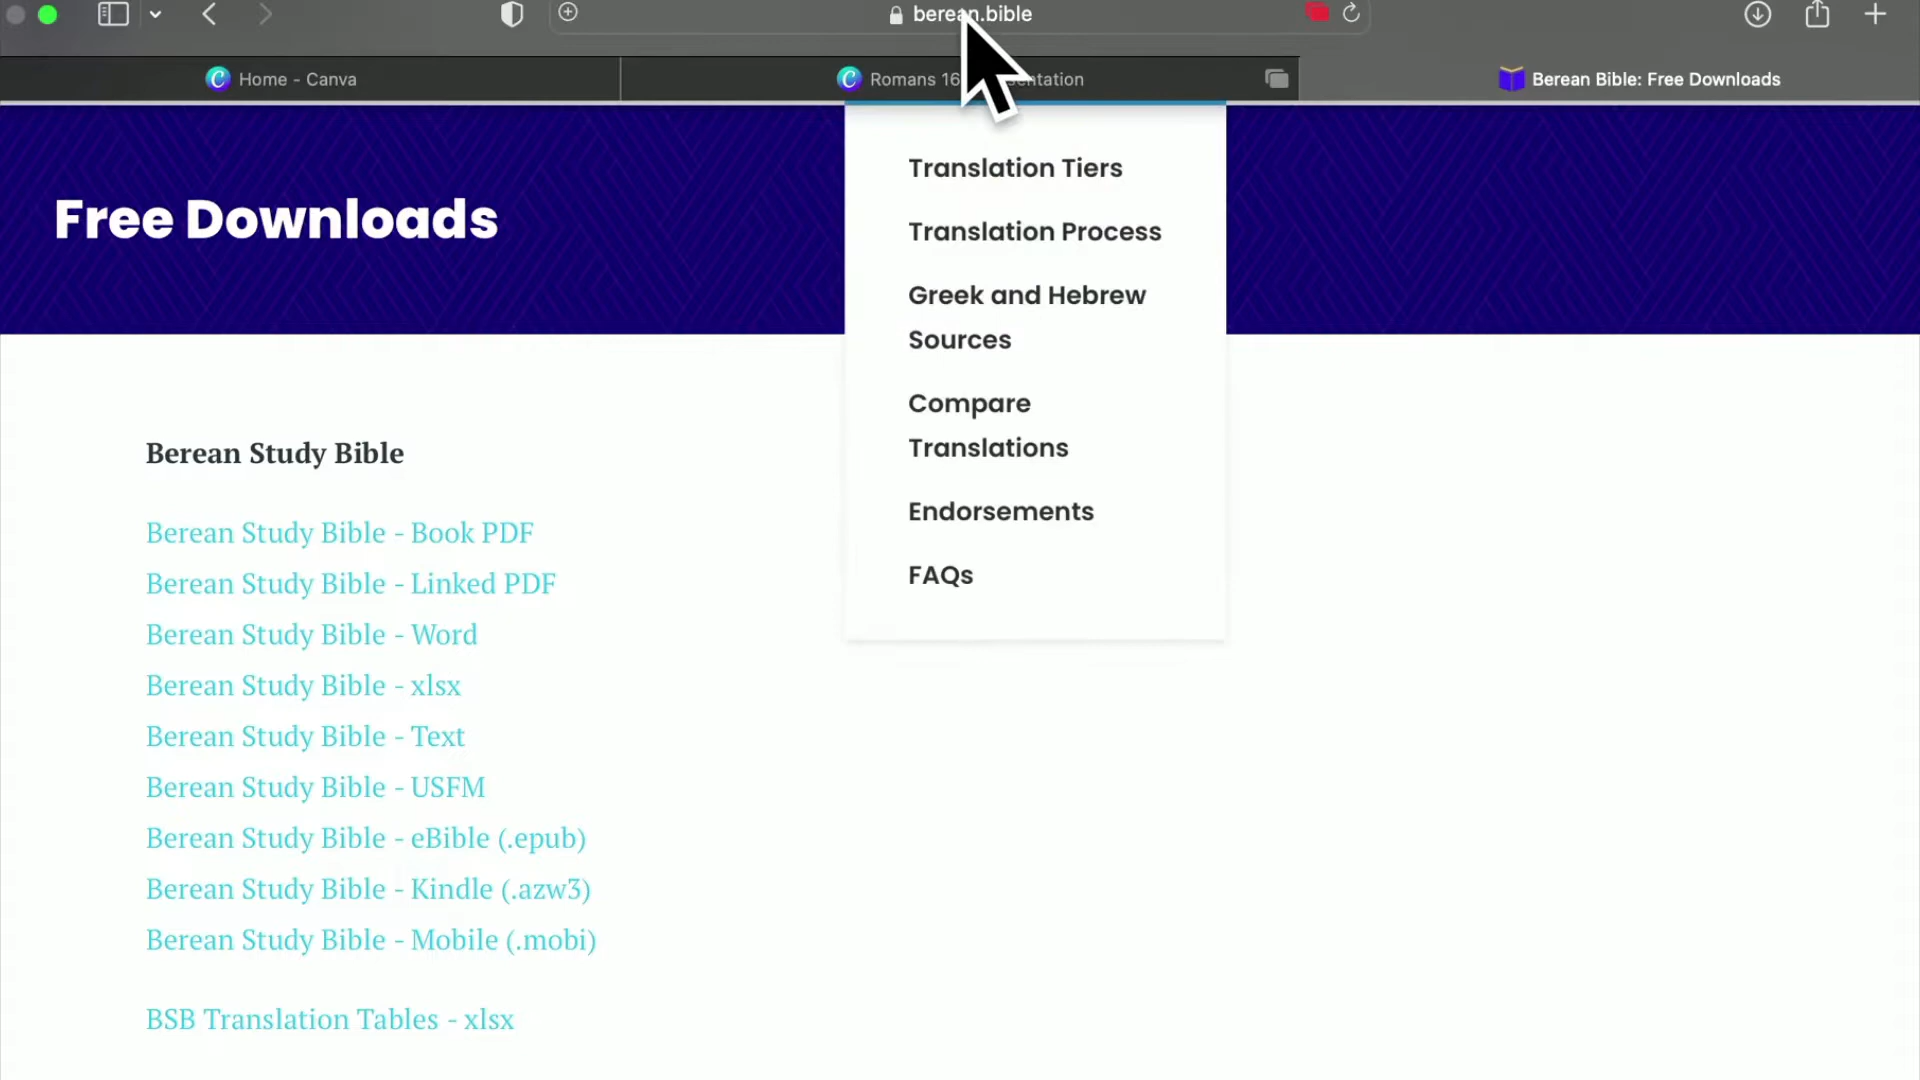 berean.bible
Home - Canva
Romans 16
Berean Bible: Free Downloads
Free Downloads
Translation Tiers
Translation Process
Greek and Hebrew
Sources
Compare
Translations
Endorsements
FAQs
Berean Study Bible
Berean Study Bible - Book PDF
Berean Study Bible - Linked PDF
Berean Study Bible - Word
Berean Study Bible - xlsx
Berean Study Bible - Text
Berean Study Bible - USFM
Berean Study Bible - eBible (.epub)
Berean Study Bible - Kindle (.azw3)
Berean Study Bible - Mobile (.mobi)
BSB Translation Tables - xlsx